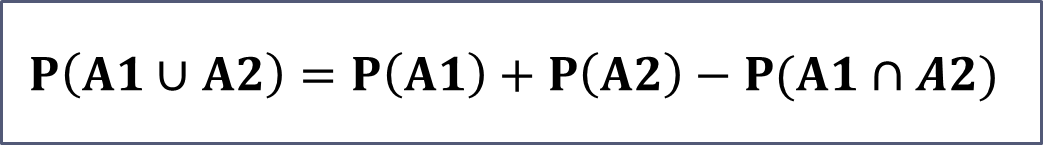 P(A1 ∪ A2) = P(A1) + P(A2) − P(A1 ∩ A2)